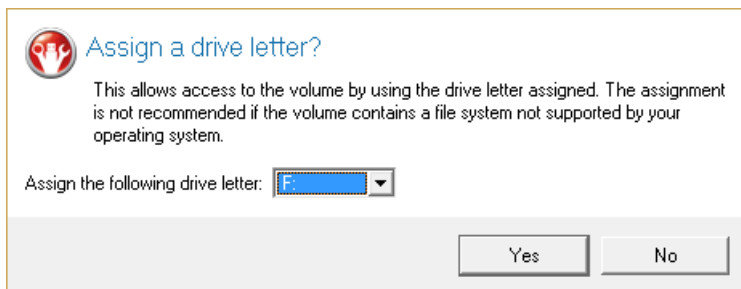 Assign a drive letter?
This allows access to the volume by using the drive letter assigned. The assignment
is not recommended if the volume contains a file system not supported by your
operating system.
Assign the following drive letter: F:
Yes No